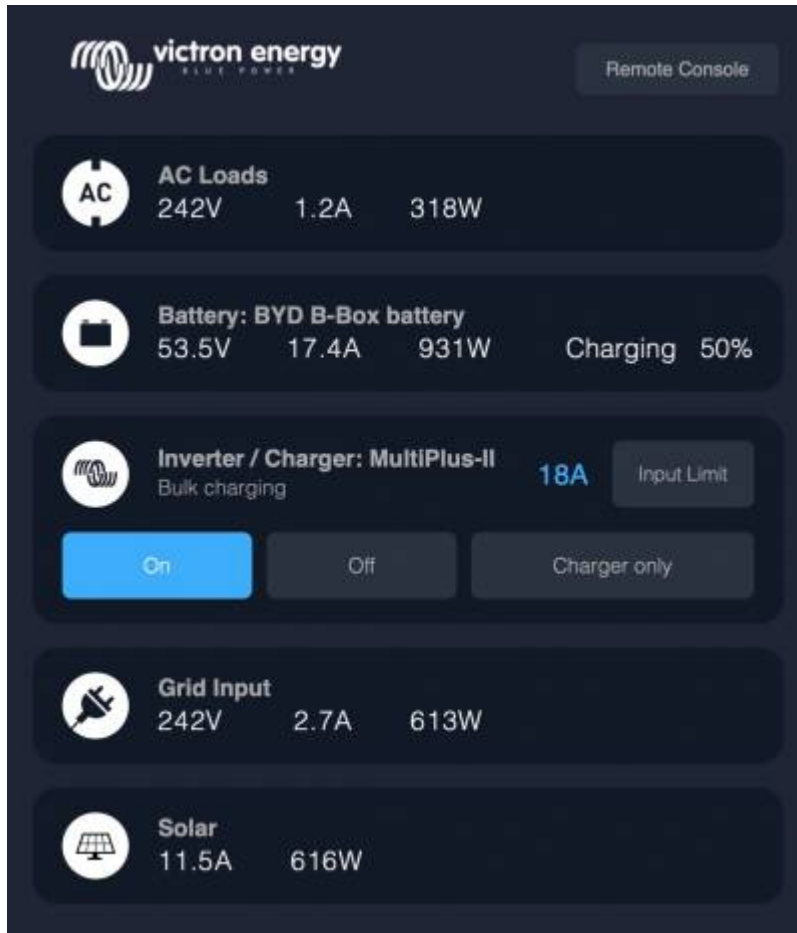 victron energy
BLUE POWER
Remote Console
AC
AC Loads
242V 1.2A 318W
Battery: BYD B-Box battery
53.5V 17.4A 931W Charging 50%
Inverter / Charger: MultiPlus-II
Bulk charging
18A Input Limit
On Off Charger only
Grid Input
242V 2.7A 613W
Solar
11.5A 616W